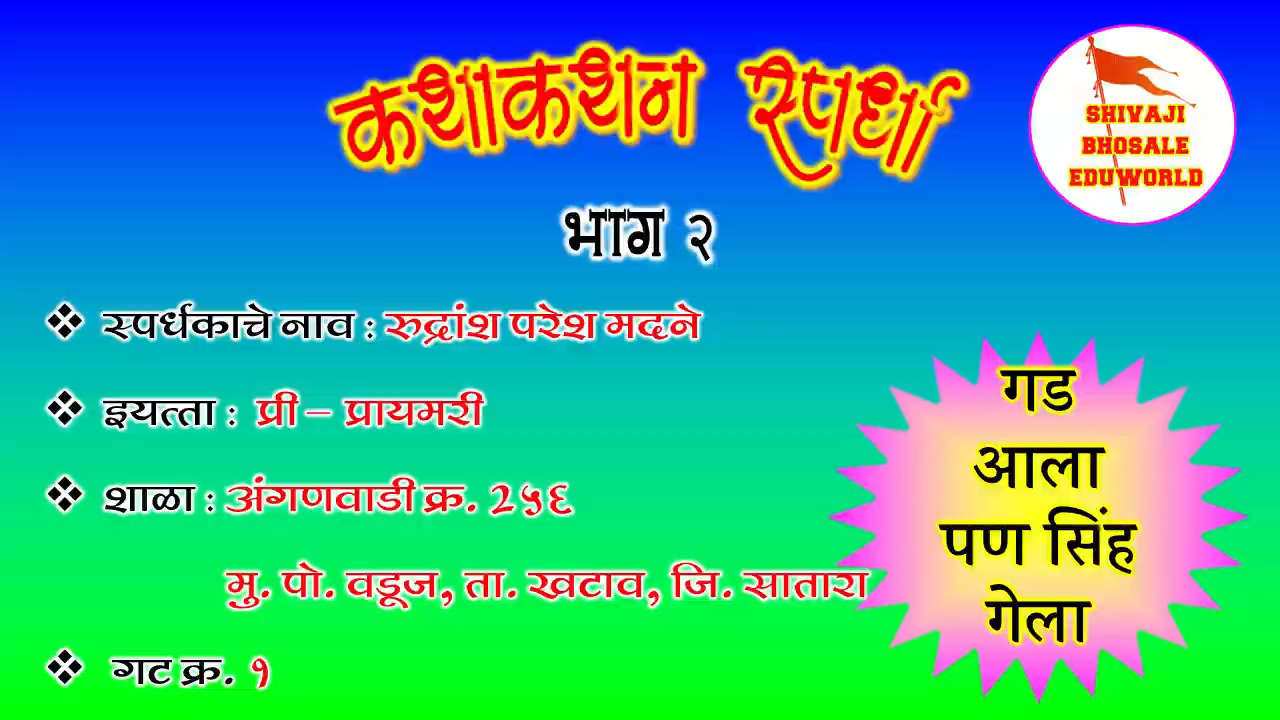 कथाकथन स्पर्धा
SHIVAJI
BHOSALE
EDUWORLD
भाग २
❖ स्पर्धकाचे नाव : रुद्रांश परेश मदने
❖ इयत्ता : प्री – प्रायमरी
❖ शाळा : अंगणवाडी क्र. २५६
मु. पो. वडूज, ता. खटाव, जि. सातारा
❖ गट क्र. १
गड
आला
पण सिंह
गेला